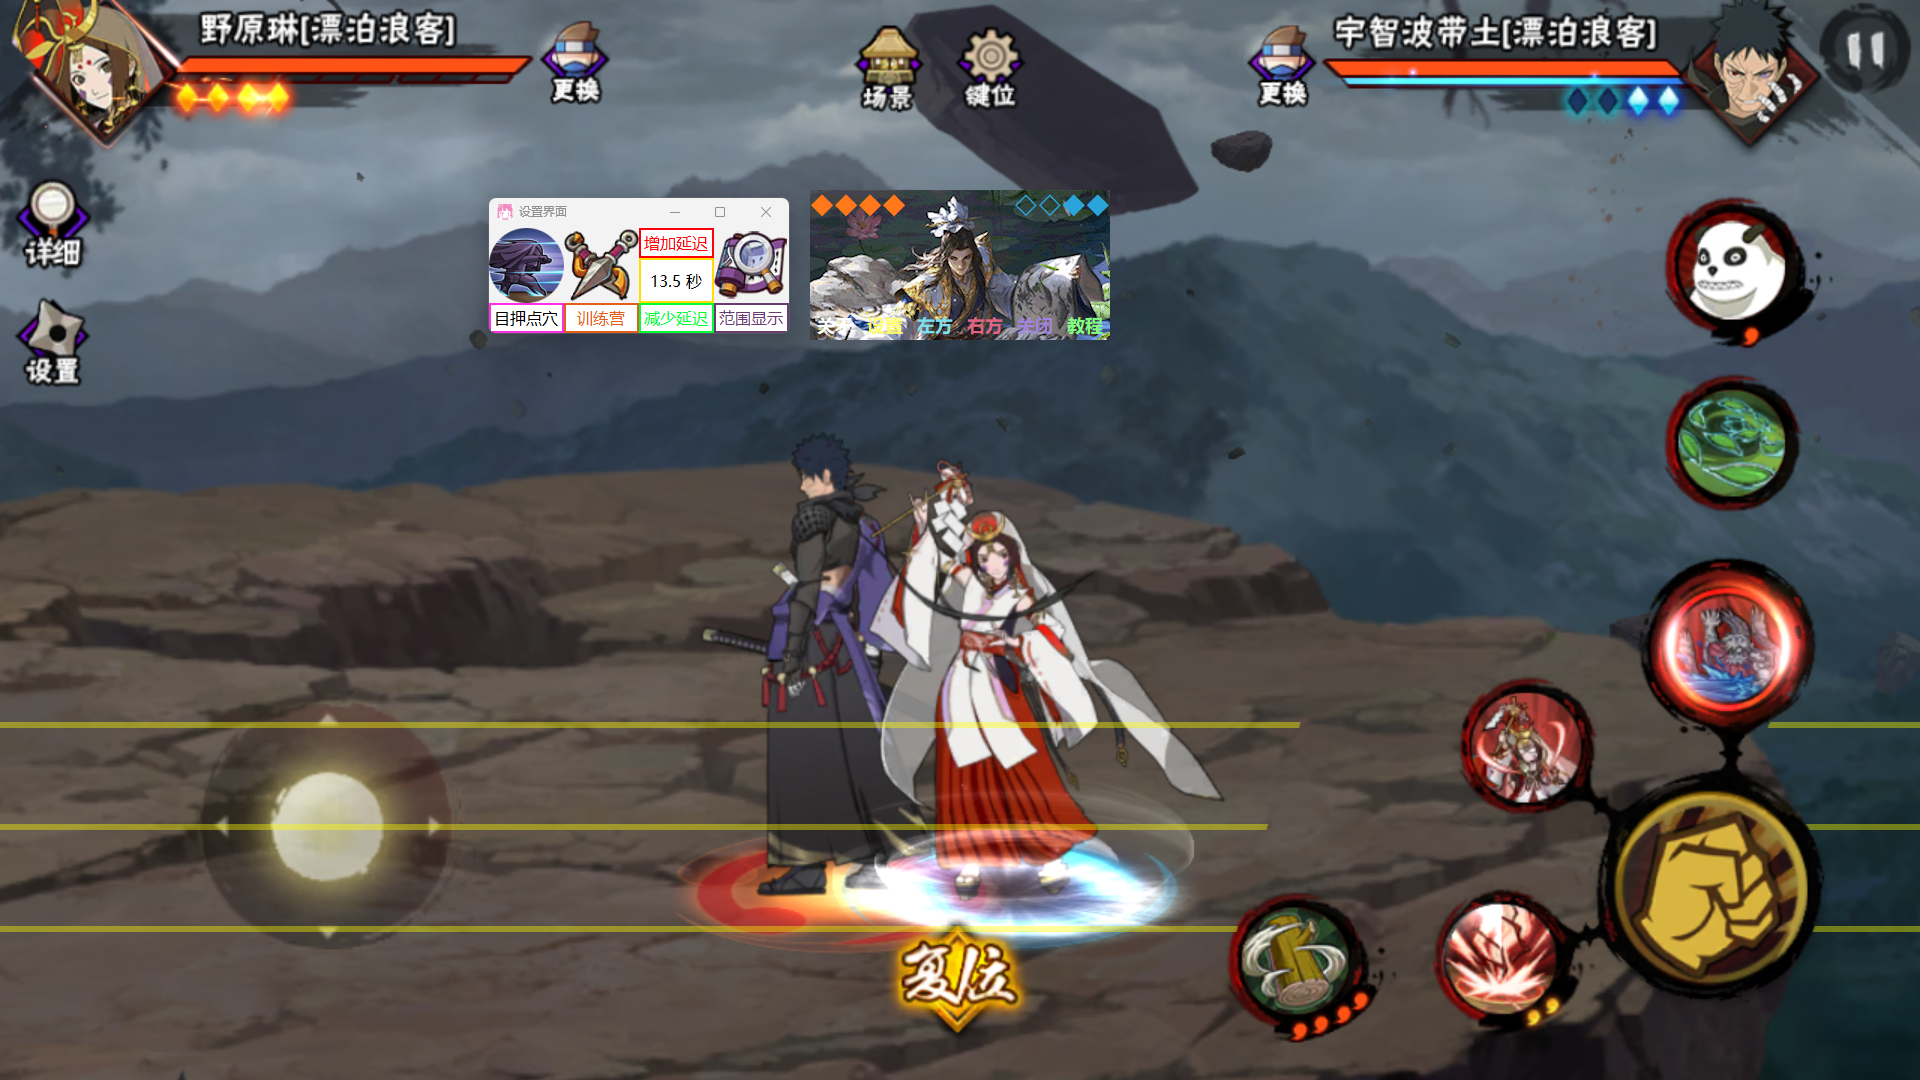 野原琳[漂泊浪客]
更换
场景
键位
更换
宇智波带土[漂泊浪客]
详细
设置
设置界面
增加延迟
13.5 秒
目押点穴
训练营
减少延迟
范围显示
左方
右方
关闭
教程
复位